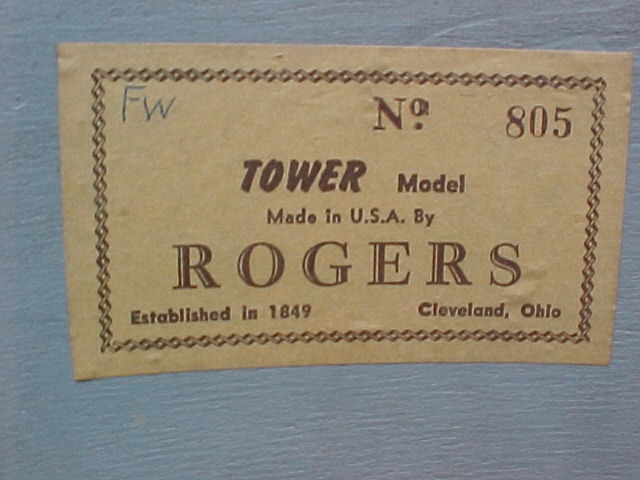 FW Nº 805
TOWER Model
Made in U.S.A. By
ROGERS
Established in 1849 Cleveland, Ohio